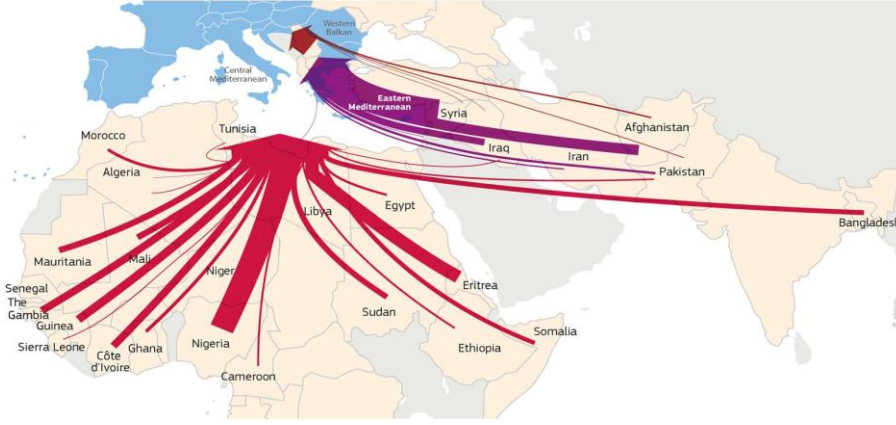 Western
Balkan
Central
Mediterranean
Eastern
Mediterranean
Syria
Afghanistan
Tunisia
Morocco
Iraq
Iran
Pakistan
Algeria
Egypt
Libya
Bangladesh
Mauritania
Mali
Niger
Eritrea
Senegal
The
Gambia
Guinea
Sudan
Somalia
Sierra Leone
Côte
d'Ivoire
Ghana
Nigeria
Ethiopia
Cameroon